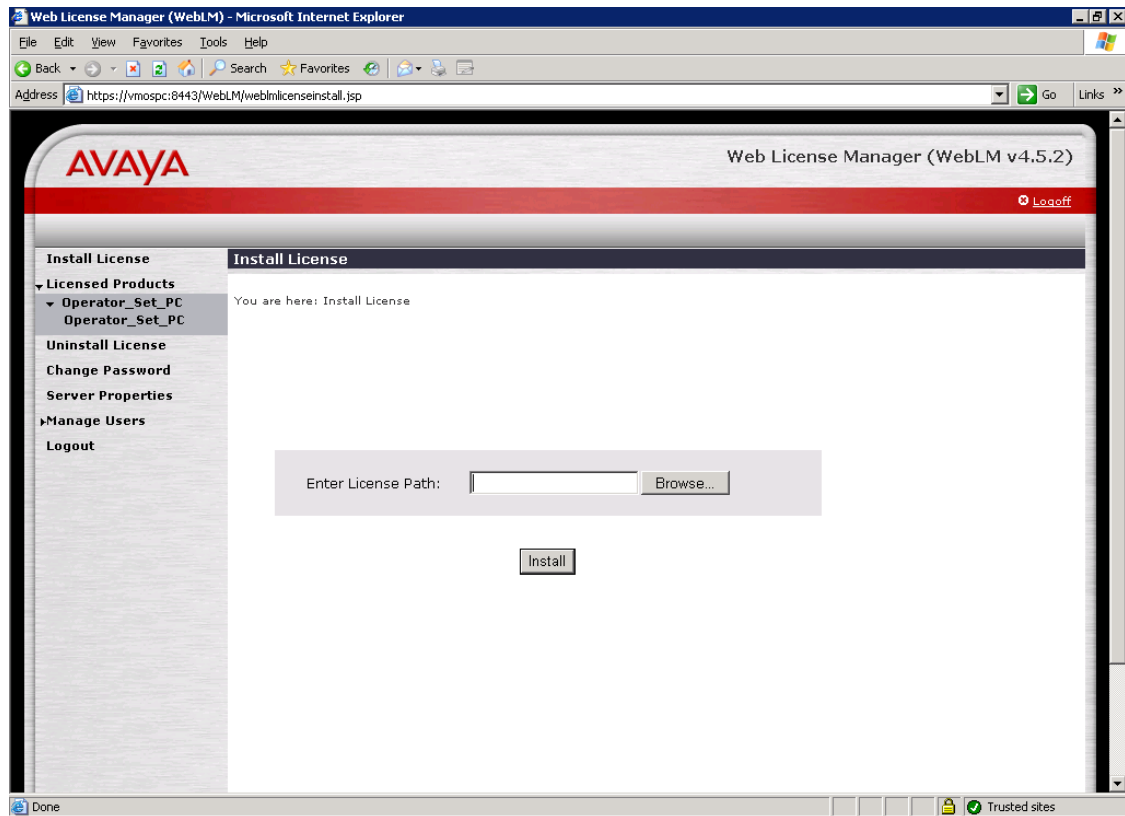 Web License Manager (WebLM) - Microsoft Internet Explorer
File Edit View Favorites Tools Help
Back Search Favorites
Address https://vmospc:8443/WebLM/weblmlicenseinstall.jsp Go Links »
AVAYA
Web License Manager (WebLM v4.5.2)
Logoff
Install License
Licensed Products
Operator_Set_PC
Operator_Set_PC
Uninstall License
Change Password
Server Properties
Manage Users
Logout
Install License
You are here: Install License
Enter License Path: Browse...
Install
Done Trusted sites